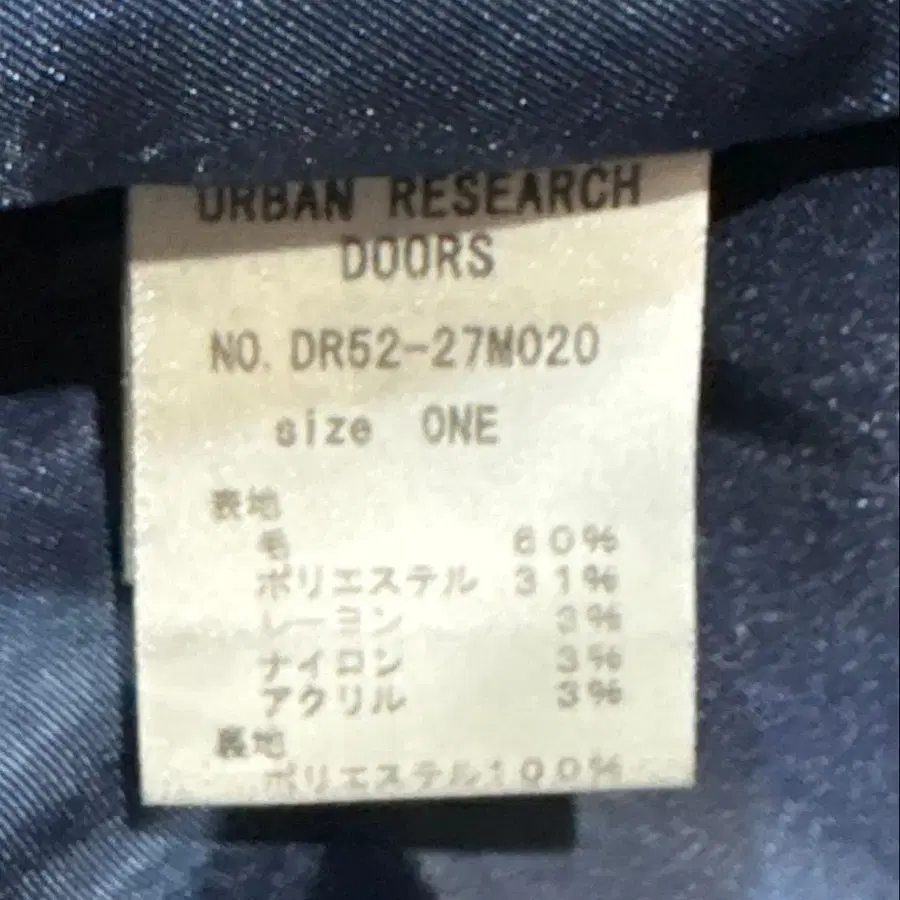 URBAN RESEARCH
DOORS
NO. DR52-27M020
size ONE
表地
毛 60%
ポリエステル 31%
レーヨン 3%
ナイロン 3%
アクリル 3%
裏地
ポリエステル100%